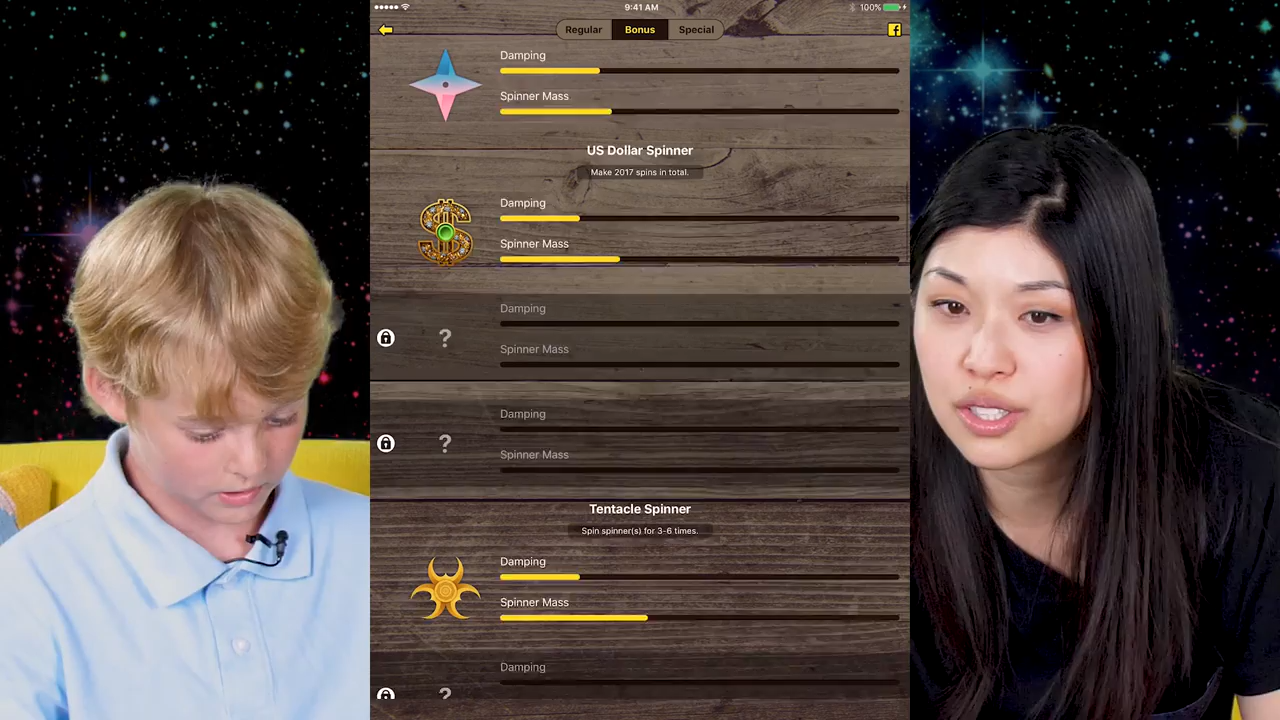 9:41 AM
100%
Regular
Bonus
Special
f
Damping
Spinner Mass
US Dollar Spinner
Make 2017 spins in total.
Damping
$
Spinner Mass
Damping
?
Spinner Mass
Damping
?
Spinner Mass
Tentacle Spinner
Spin spinner(s) for 3-6 times.
Damping
Spinner Mass
Damping
?